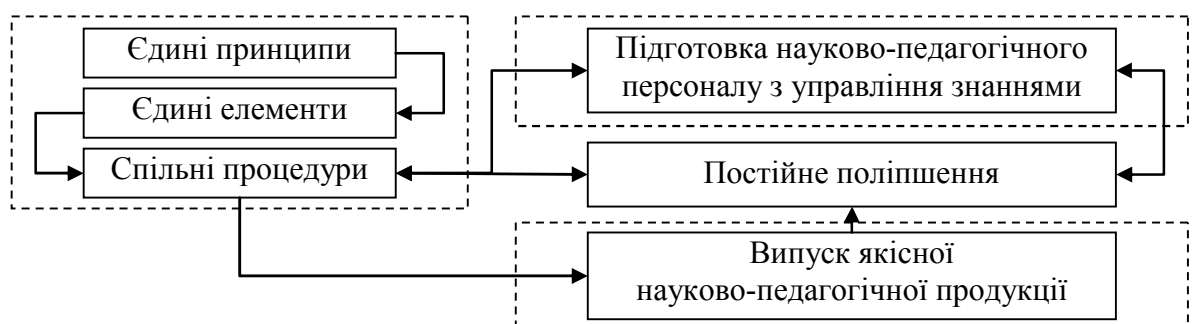 Єдині принципи
Єдині елементи
Спільні процедури
Підготовка науково-педагогічного
персоналу з управління знаннями
Постійне поліпшення
Випуск якісної
науково-педагогічної продукції